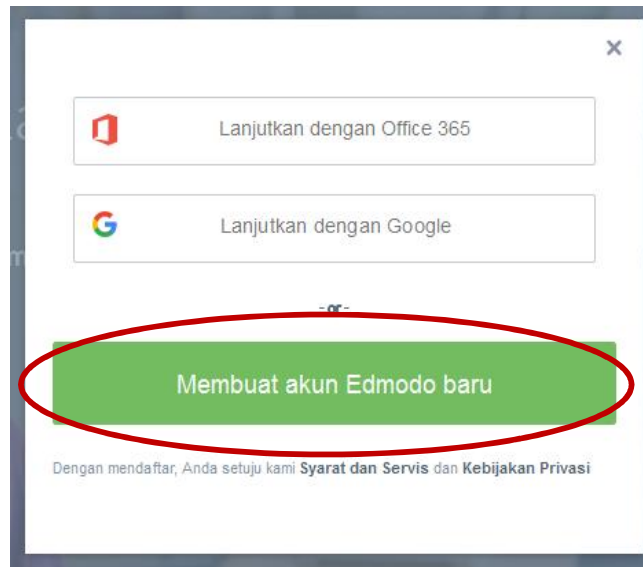 ×
Lanjutkan dengan Office 365
Lanjutkan dengan Google
-or-
Membuat akun Edmodo baru
Dengan mendaftar, Anda setuju kami Syarat dan Servis dan Kebijakan Privasi